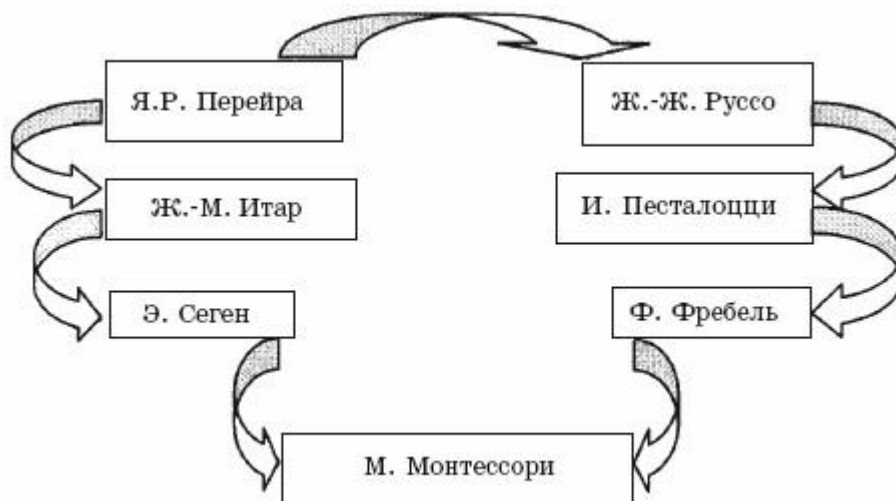 Я.Р. Перейра
Ж.-Ж. Руссо
Ж.-М. Итар
И. Песталоцци
Э. Сеген
Ф. Фребель
М. Монтессори